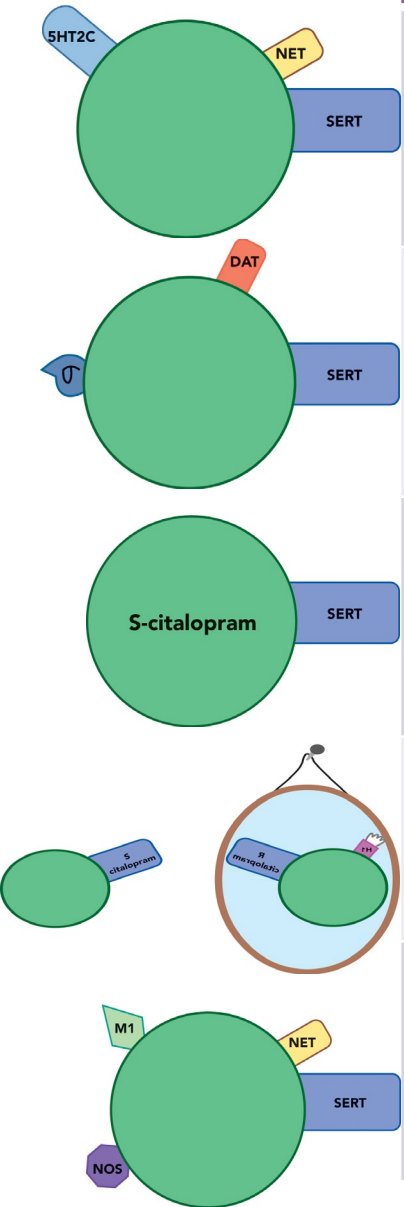 5HT2C
NET
SERT
DAT
σ
SERT
S-citalopram
SERT
S
citalopram
R
citalopram
H1
M1
NET
SERT
NOS